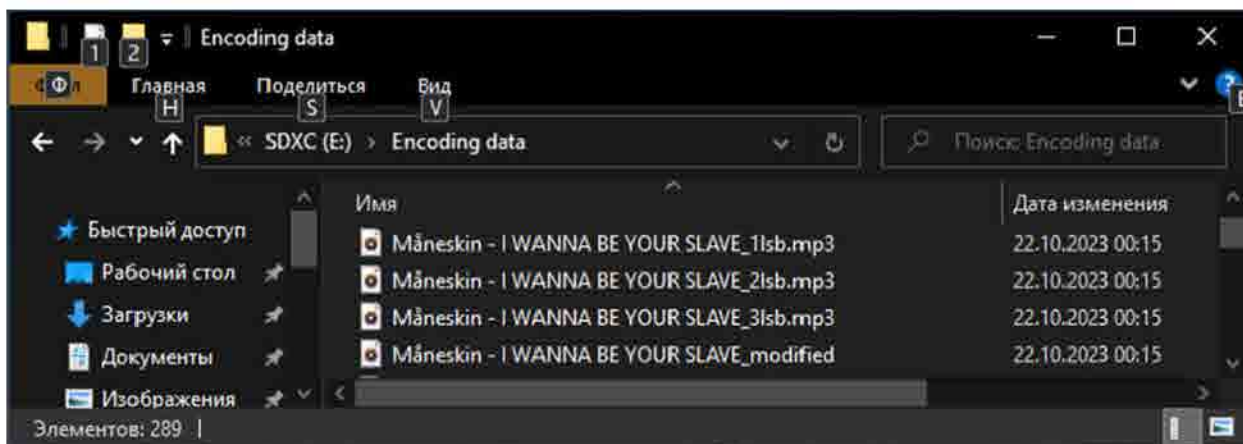 1 2 Encoding data
Ф Главная Поделиться Вид
H S V
« SDXC (E:) › Encoding data Поиск: Encoding data
Имя Дата изменения
Быстрый доступ
Måneskin - I WANNA BE YOUR SLAVE_1lsb.mp3 22.10.2023 00:15
Рабочий стол
Måneskin - I WANNA BE YOUR SLAVE_2lsb.mp3 22.10.2023 00:15
Загрузки
Måneskin - I WANNA BE YOUR SLAVE_3lsb.mp3 22.10.2023 00:15
Документы
Måneskin - I WANNA BE YOUR SLAVE_modified 22.10.2023 00:15
Изображения
Элементов: 289